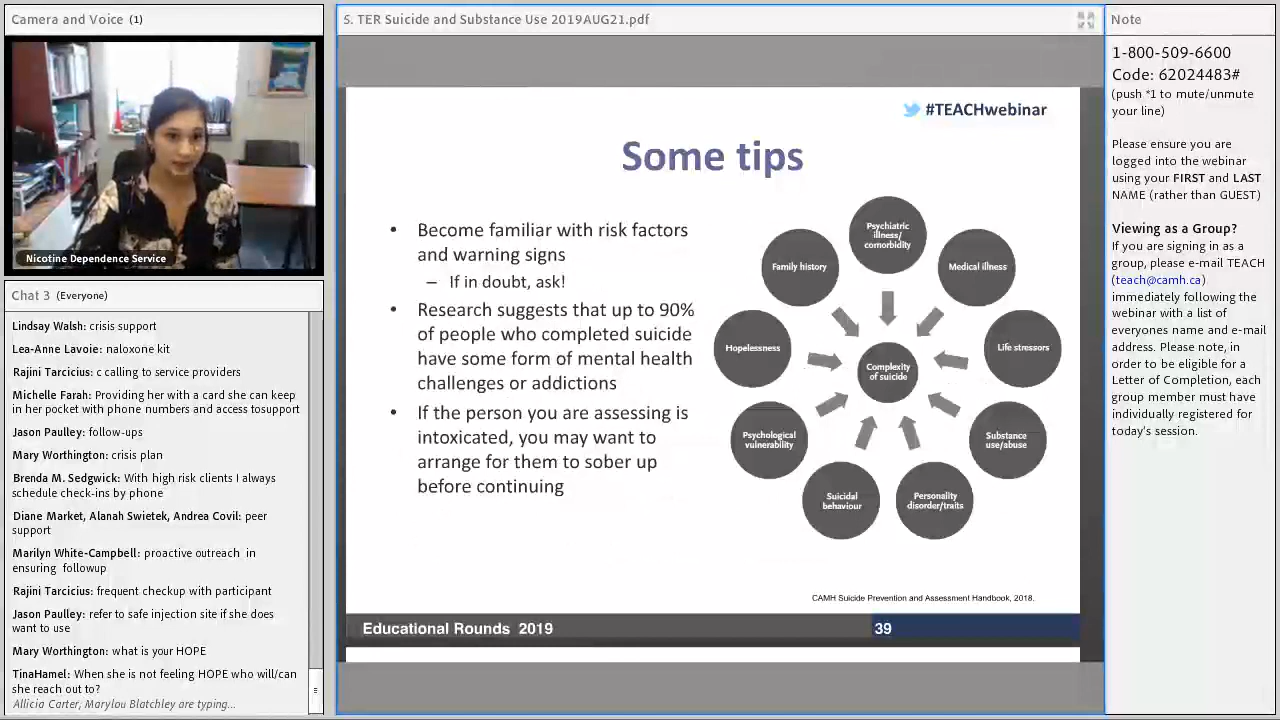 Camera and Voice (1)
Nicotine Dependence Service
Chat 3 (Everyone)
Lindsay Walsh: crisis support
Lea-Anne Lavoie: naloxone kit
Rajini Tarcicius: c calling to service providers
Michelle Farah: Providing her with a card she can keep
in her pocket with phone numbers and access tosupport
Jason Paulley: follow-ups
Mary Worthington: crisis plan
Brenda M. Sedgwick: With high risk clients I always
schedule check-ins by phone
Diane Market, Alanah Swietek, Andrea Covil: peer
support
Marilyn White-Campbell: proactive outreach in
ensuring followup
Rajini Tarcicius: frequent checkup with participant
Jason Paulley: refer to safe injection site if she does
want to use
Mary Worthington: what is your HOPE
TinaHamel: When she is not feeling HOPE who will/can
she reach out to?
Allicia Carter, Marylou Blatchley are typing...
5. TER Suicide and Substance Use 2019AUG21.pdf
#TEACHwebinar
Some tips
• Become familiar with risk factors
and warning signs
– If in doubt, ask!
• Research suggests that up to 90%
of people who completed suicide
have some form of mental health
challenges or addictions
• If the person you are assessing is
intoxicated, you may want to
arrange for them to sober up
before continuing
Psychiatric
illness/
comorbidity
Medical illness
Life stressors
Substance
use/abuse
Personality
disorder/traits
Suicidal
behaviour
Psychological
vulnerability
Hopelessness
Family history
Complexity
of suicide
CAMH Suicide Prevention and Assessment Handbook, 2018.
Educational Rounds 2019
39
Note
1-800-509-6600
Code: 62024483#
(push *1 to mute/unmute
your line)
Please ensure you are
logged into the webinar
using your FIRST and LAST
NAME (rather than GUEST)
Viewing as a Group?
If you are signing in as a
group, please e-mail TEACH
(teach@camh.ca)
immediately following the
webinar with a list of
everyones name and e-mail
address. Please note, in
order to be eligible for a
Letter of Completion, each
group member must have
individually registered for
today's session.